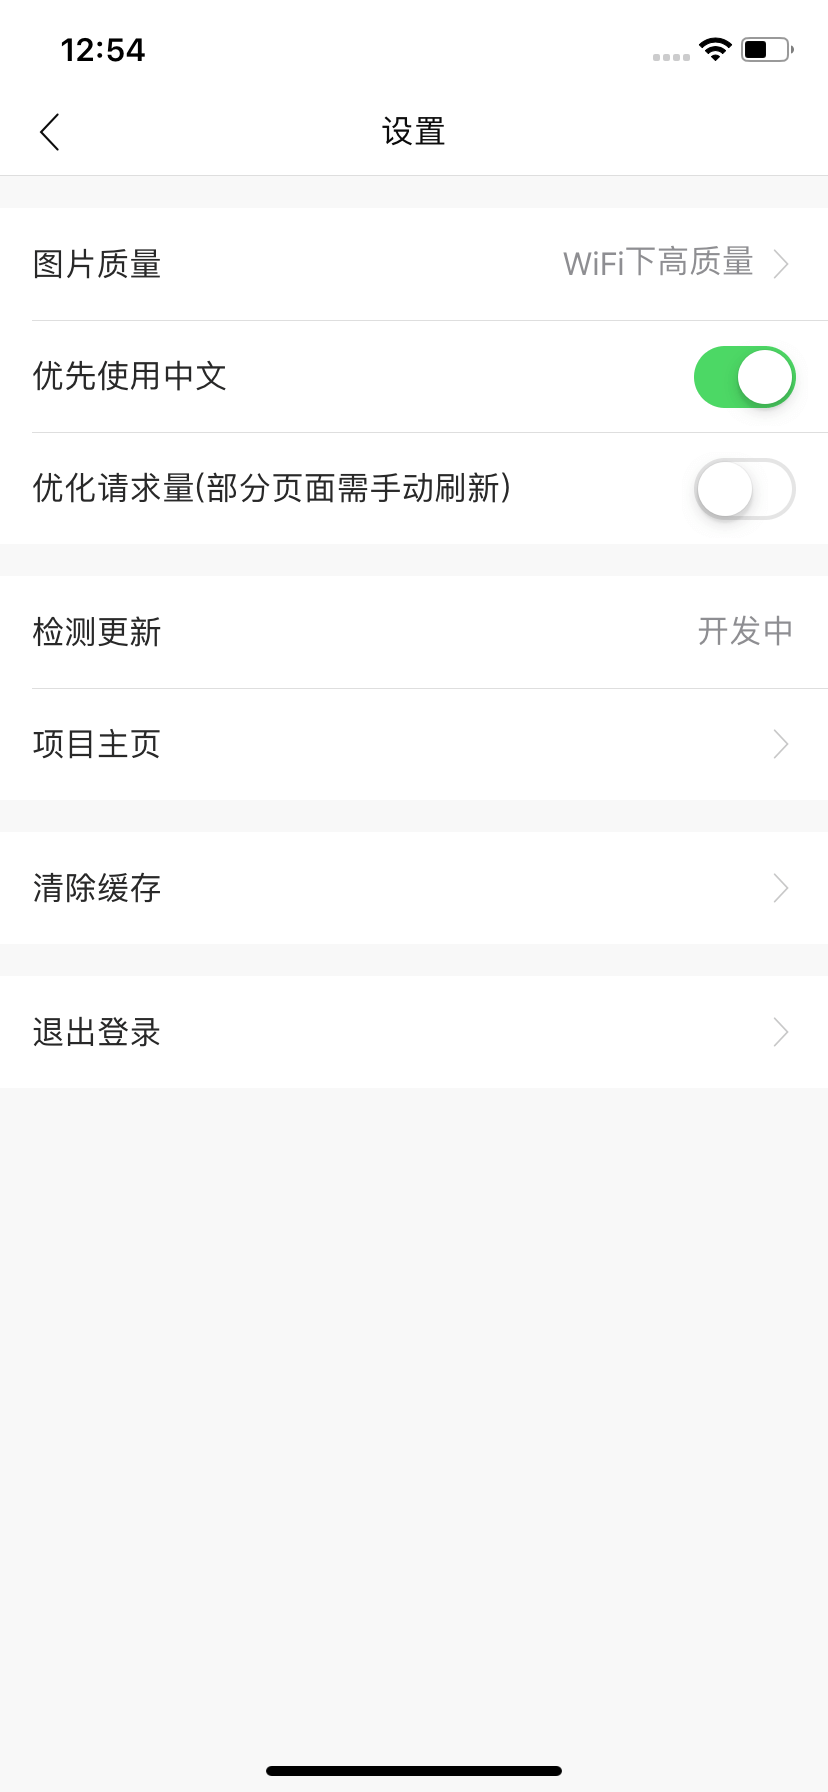 12:54
设置
图片质量
WiFi下高质量
优先使用中文
优化请求量(部分页面需手动刷新)
检测更新
开发中
项目主页
清除缓存
退出登录